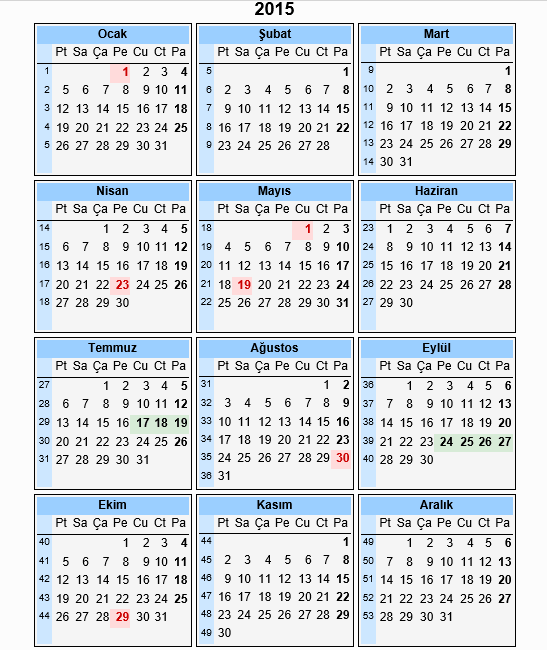 2015
Ocak
Pt Sa Ça Pe Cu Ct Pa
1 1 2 3 4
2 5 6 7 8 9 10 11
3 12 13 14 15 16 17 18
4 19 20 21 22 23 24 25
5 26 27 28 29 30 31
Şubat
Pt Sa Ça Pe Cu Ct Pa
5 1
6 2 3 4 5 6 7 8
7 9 10 11 12 13 14 15
8 16 17 18 19 20 21 22
9 23 24 25 26 27 28
Mart
Pt Sa Ça Pe Cu Ct Pa
9 1
10 2 3 4 5 6 7 8
11 9 10 11 12 13 14 15
12 16 17 18 19 20 21 22
13 23 24 25 26 27 28 29
14 30 31
Nisan
Pt Sa Ça Pe Cu Ct Pa
14 1 2 3 4 5
15 6 7 8 9 10 11 12
16 13 14 15 16 17 18 19
17 20 21 22 23 24 25 26
18 27 28 29 30
Mayıs
Pt Sa Ça Pe Cu Ct Pa
18 1 2 3
19 4 5 6 7 8 9 10
20 11 12 13 14 15 16 17
21 18 19 20 21 22 23 24
22 25 26 27 28 29 30 31
Haziran
Pt Sa Ça Pe Cu Ct Pa
23 1 2 3 4 5 6 7
24 8 9 10 11 12 13 14
25 15 16 17 18 19 20 21
26 22 23 24 25 26 27 28
27 29 30
Temmuz
Pt Sa Ça Pe Cu Ct Pa
27 1 2 3 4 5
28 6 7 8 9 10 11 12
29 13 14 15 16 17 18 19
30 20 21 22 23 24 25 26
31 27 28 29 30 31
Ağustos
Pt Sa Ça Pe Cu Ct Pa
31 1 2
32 3 4 5 6 7 8 9
33 10 11 12 13 14 15 16
34 17 18 19 20 21 22 23
35 24 25 26 27 28 29 30
36 31
Eylül
Pt Sa Ça Pe Cu Ct Pa
36 1 2 3 4 5 6
37 7 8 9 10 11 12 13
38 14 15 16 17 18 19 20
39 21 22 23 24 25 26 27
40 28 29 30
Ekim
Pt Sa Ça Pe Cu Ct Pa
40 1 2 3 4
41 5 6 7 8 9 10 11
42 12 13 14 15 16 17 18
43 19 20 21 22 23 24 25
44 26 27 28 29 30 31
Kasım
Pt Sa Ça Pe Cu Ct Pa
44 1
45 2 3 4 5 6 7 8
46 9 10 11 12 13 14 15
47 16 17 18 19 20 21 22
48 23 24 25 26 27 28 29
49 30
Aralık
Pt Sa Ça Pe Cu Ct Pa
49 1 2 3 4 5 6
50 7 8 9 10 11 12 13
51 14 15 16 17 18 19 20
52 21 22 23 24 25 26 27
53 28 29 30 31